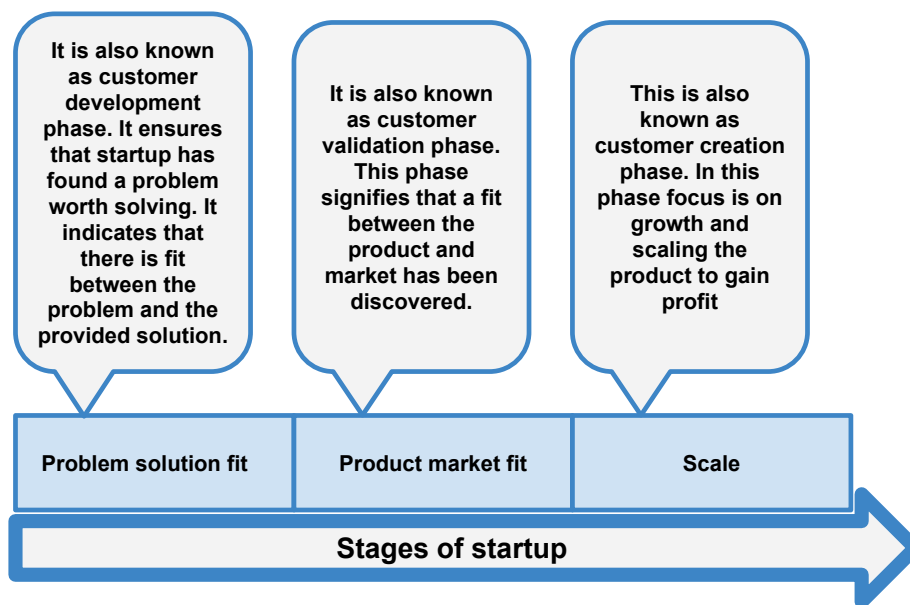 It is also known
as customer
development
phase. It ensures
that startup has
found a problem
worth solving. It
indicates that
there is fit
between the
problem and the
provided solution.
It is also known
as customer
validation phase.
This phase
signifies that a fit
between the
product and
market has been
discovered.
This is also
known as
customer creation
phase. In this
phase focus is on
growth and
scaling the
product to gain
profit
Problem solution fit
Product market fit
Scale
Stages of startup